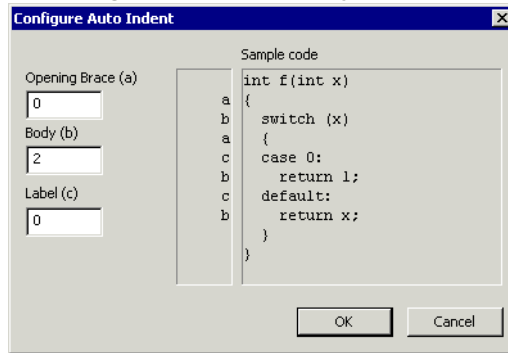 Configure Auto Indent
Sample code
Opening Brace (a)
0
Body (b)
2
Label (c)
0
int f(int x)
a {
b   switch (x)
a   {
c   case 0:
b     return 1;
c   default:
b     return x;
  }
}
OK
Cancel